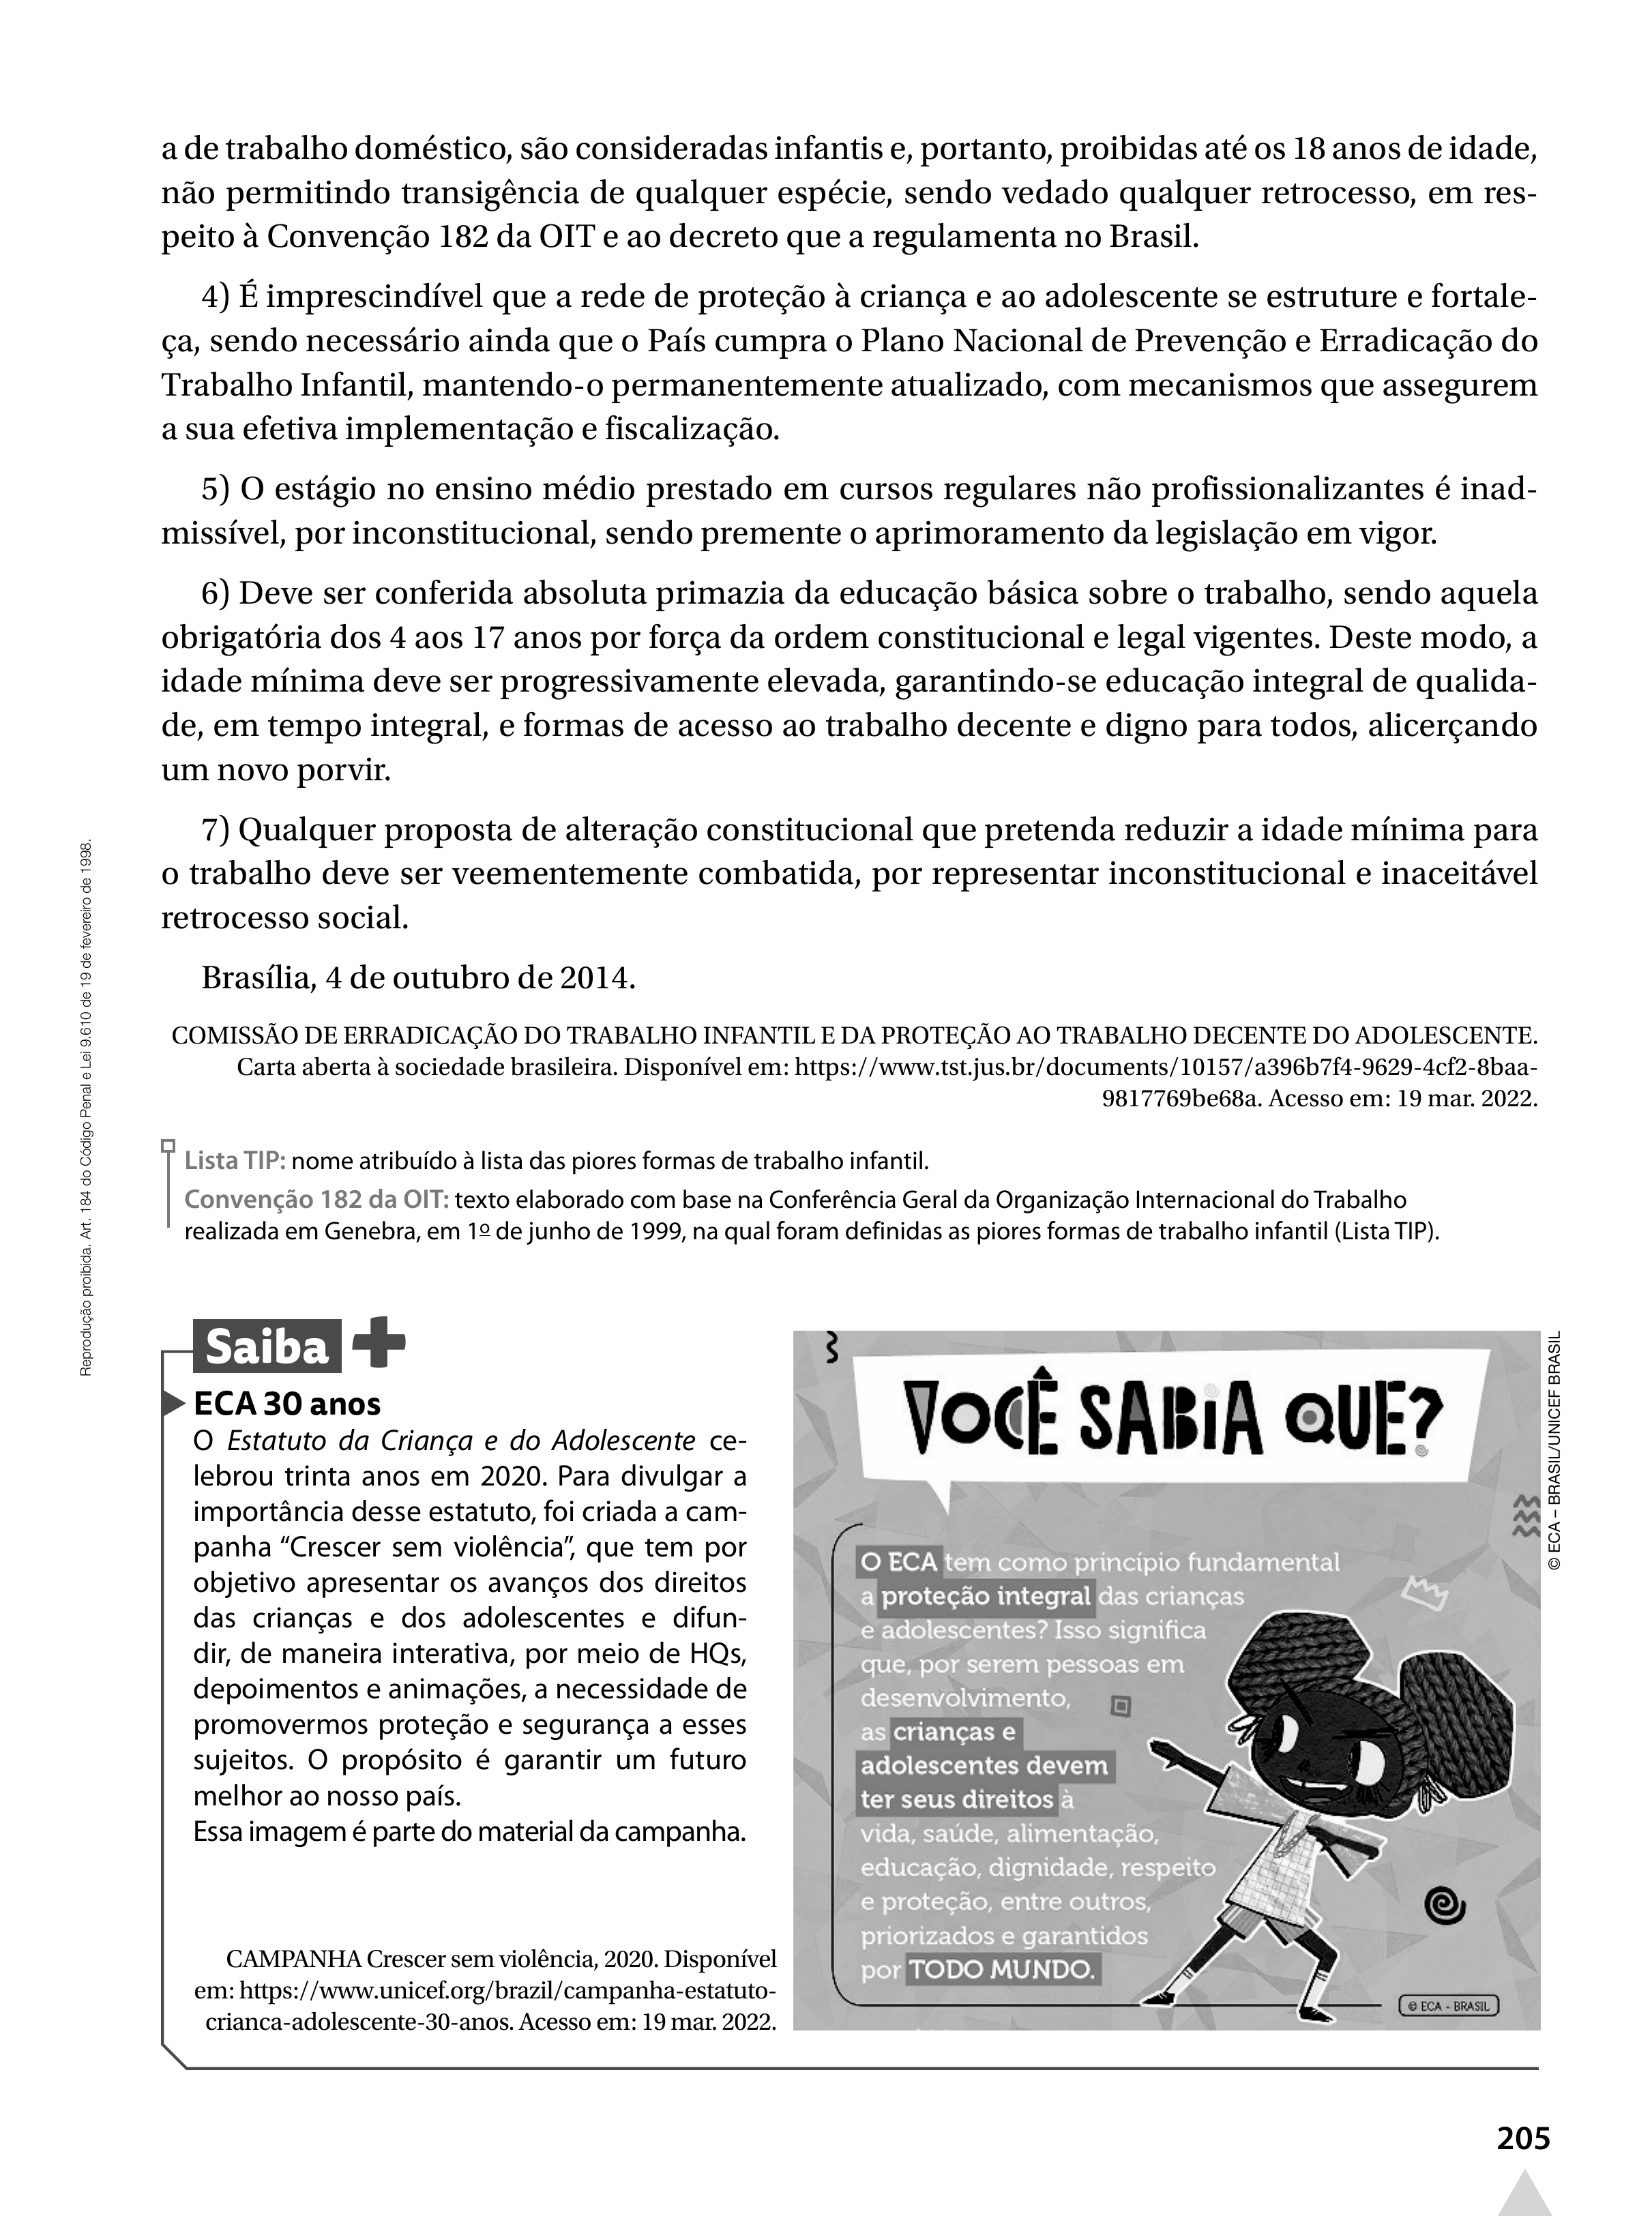 a de trabalho doméstico, são consideradas infantis e, portanto, proibidas até os 18 anos de idade,
não permitindo transigência de qualquer espécie, sendo vedado qualquer retrocesso, em res-
peito à Convenção 182 da OIT e ao decreto que a regulamenta no Brasil.
4) É imprescindível que a rede de proteção à criança e ao adolescente se estruture e fortale-
ça, sendo necessário ainda que o País cumpra o Plano Nacional de Prevenção e Erradicação do
Trabalho Infantil, mantendo-o permanentemente atualizado, com mecanismos que assegurem
a sua efetiva implementação e fiscalização.
5) O estágio no ensino médio prestado em cursos regulares não profissionalizantes é inad-
missível, por inconstitucional, sendo premente o aprimoramento da legislação em vigor.
6) Deve ser conferida absoluta primazia da educação básica sobre o trabalho, sendo aquela
obrigatória dos 4 aos 17 anos por força da ordem constitucional e legal vigentes. Deste modo, a
idade mínima deve ser progressivamente elevada, garantindo-se educação integral de qualida-
de, em tempo integral, e formas de acesso ao trabalho decente e digno para todos, alicerçando
um novo porvir.
7) Qualquer proposta de alteração constitucional que pretenda reduzir a idade mínima para
o trabalho deve ser veementemente combatida, por representar inconstitucional e inaceitável
retrocesso social.
Brasília, 4 de outubro de 2014.
COMISSÃO DE ERRADICAÇÃO DO TRABALHO INFANTIL E DA PROTEÇÃO AO TRABALHO DECENTE DO ADOLESCENTE.
Carta aberta à sociedade brasileira. Disponível em: https://www.tst.jus.br/documents/10157/a396b7f4-9629-4cf2-8baa-
9817769be68a. Acesso em: 19 mar. 2022.
Lista TIP: nome atribuído à lista das piores formas de trabalho infantil.
Convenção 182 da OIT: texto elaborado com base na Conferência Geral da Organização Internacional do Trabalho
realizada em Genebra, em 1º de junho de 1999, na qual foram definidas as piores formas de trabalho infantil (Lista TIP).
Reprodução proibida. Art. 184 do Código Penal e Lei 9.610 de 19 de fevereiro de 1998.
Saiba +
ECA 30 anos
O Estatuto da Criança e do Adolescente ce-
lebrou trinta anos em 2020. Para divulgar a
importância desse estatuto, foi criada a cam-
panha “Crescer sem violência”, que tem por
objetivo apresentar os avanços dos direitos
das crianças e dos adolescentes e difun-
dir, de maneira interativa, por meio de HQs,
depoimentos e animações, a necessidade de
promovermos proteção e segurança a esses
sujeitos. O propósito é garantir um futuro
melhor ao nosso país.
Essa imagem é parte do material da campanha.
CAMPANHA Crescer sem violência, 2020. Disponível
em: https://www.unicef.org/brazil/campanha-estatuto-
crianca-adolescente-30-anos. Acesso em: 19 mar. 2022.
VOCÊ SABIA QUE?
O ECA tem como princípio fundamental
a proteção integral das crianças
e adolescentes? Isso significa
que, por serem pessoas em
desenvolvimento,
as crianças e
adolescentes devem
ter seus direitos à
vida, saúde, alimentação,
educação, dignidade, respeito
e proteção, entre outros,
priorizados e garantidos
por TODO MUNDO.
© ECA - BRASIL
© ECA – BRASIL/UNICEF BRASIL
205